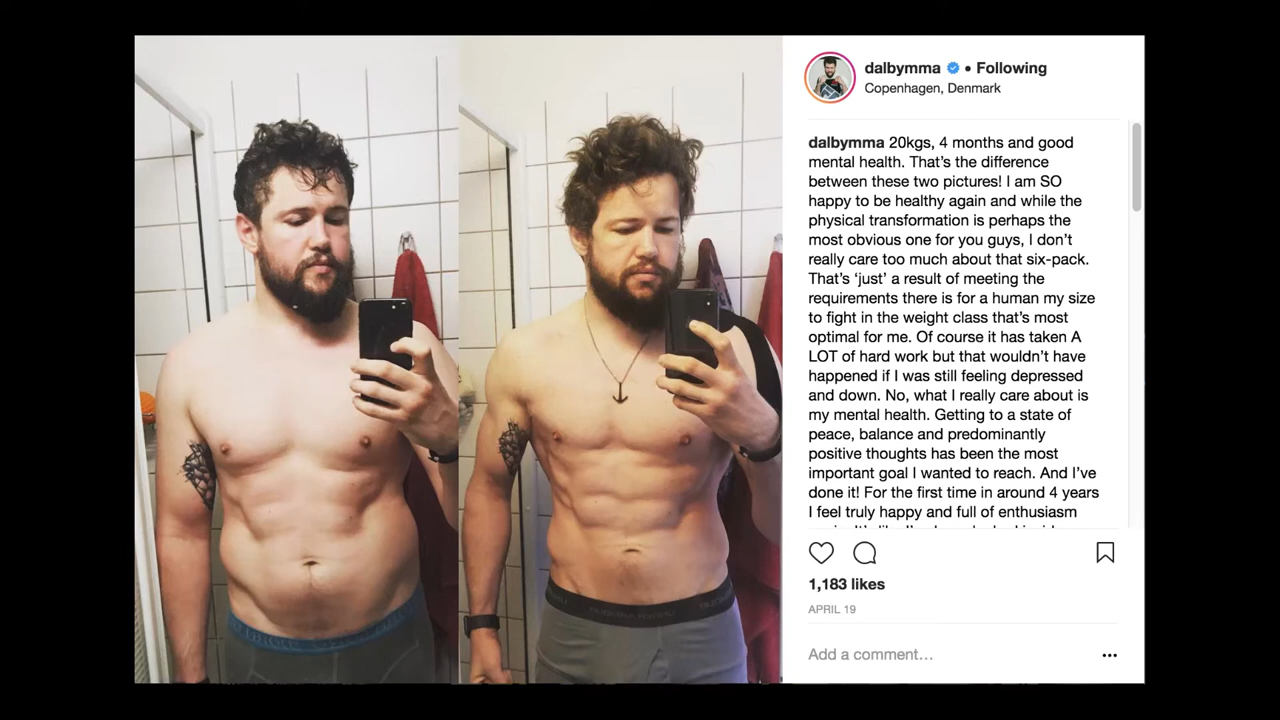 dalbymma • Following
Copenhagen, Denmark
dalbymma 20kgs, 4 months and good
mental health. That's the difference
between these two pictures! I am SO
happy to be healthy again and while the
physical transformation is perhaps the
most obvious one for you guys, I don't
really care too much about that six-pack.
That's ‘just’ a result of meeting the
requirements there is for a human my size
to fight in the weight class that's most
optimal for me. Of course it has taken A
LOT of hard work but that wouldn't have
happened if I was still feeling depressed
and down. No, what I really care about is
my mental health. Getting to a state of
peace, balance and predominantly
positive thoughts has been the most
important goal I wanted to reach. And I've
done it! For the first time in around 4 years
I feel truly happy and full of enthusiasm
1,183 likes
APRIL 19
Add a comment...